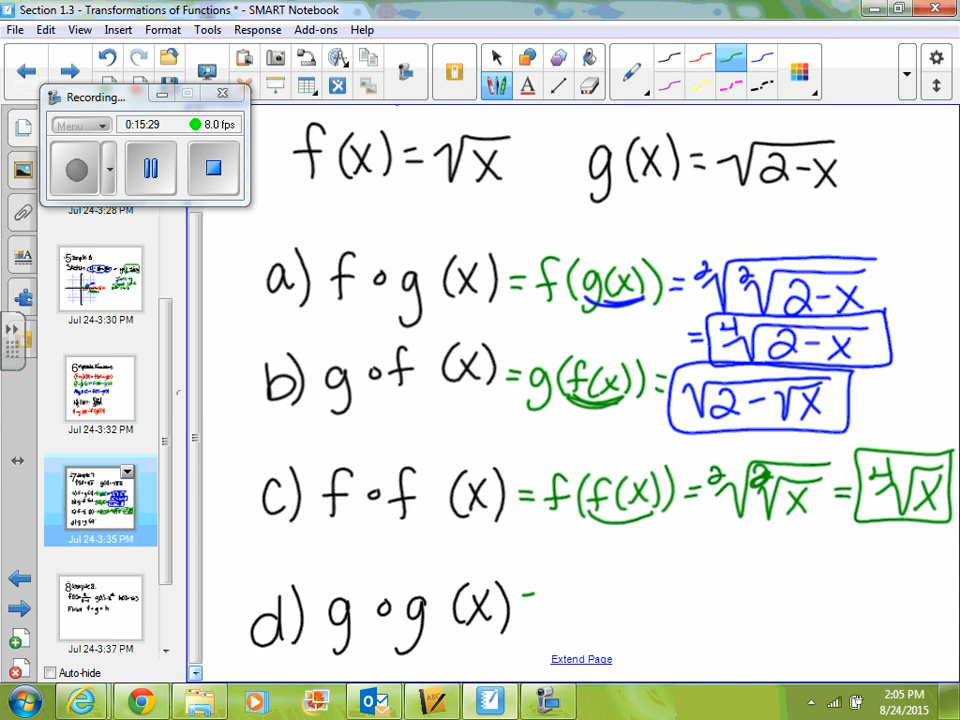 Section 1.3 - Transformations of Functions * - SMART Notebook
File Edit View Insert Format Tools Response Add-ons Help
Recording...
Menu 0:15:29 8.0 fps
f(x) = √x g(x) = √2-x
Jul 24-3:28 PM
a) f ∘ g (x) = f(g(x)) = ²√²√2-x
= ⁴√2-x
Jul 24-3:30 PM
b) g ∘ f (x) = g(f(x)) = √2-√x
Jul 24-3:32 PM
c) f ∘ f (x) = f(f(x)) = ²√²√x = ⁴√x
Jul 24-3:35 PM
d) g ∘ g (x) =
Jul 24-3:37 PM
Extend Page
Auto-hide
2:05 PM
8/24/2015